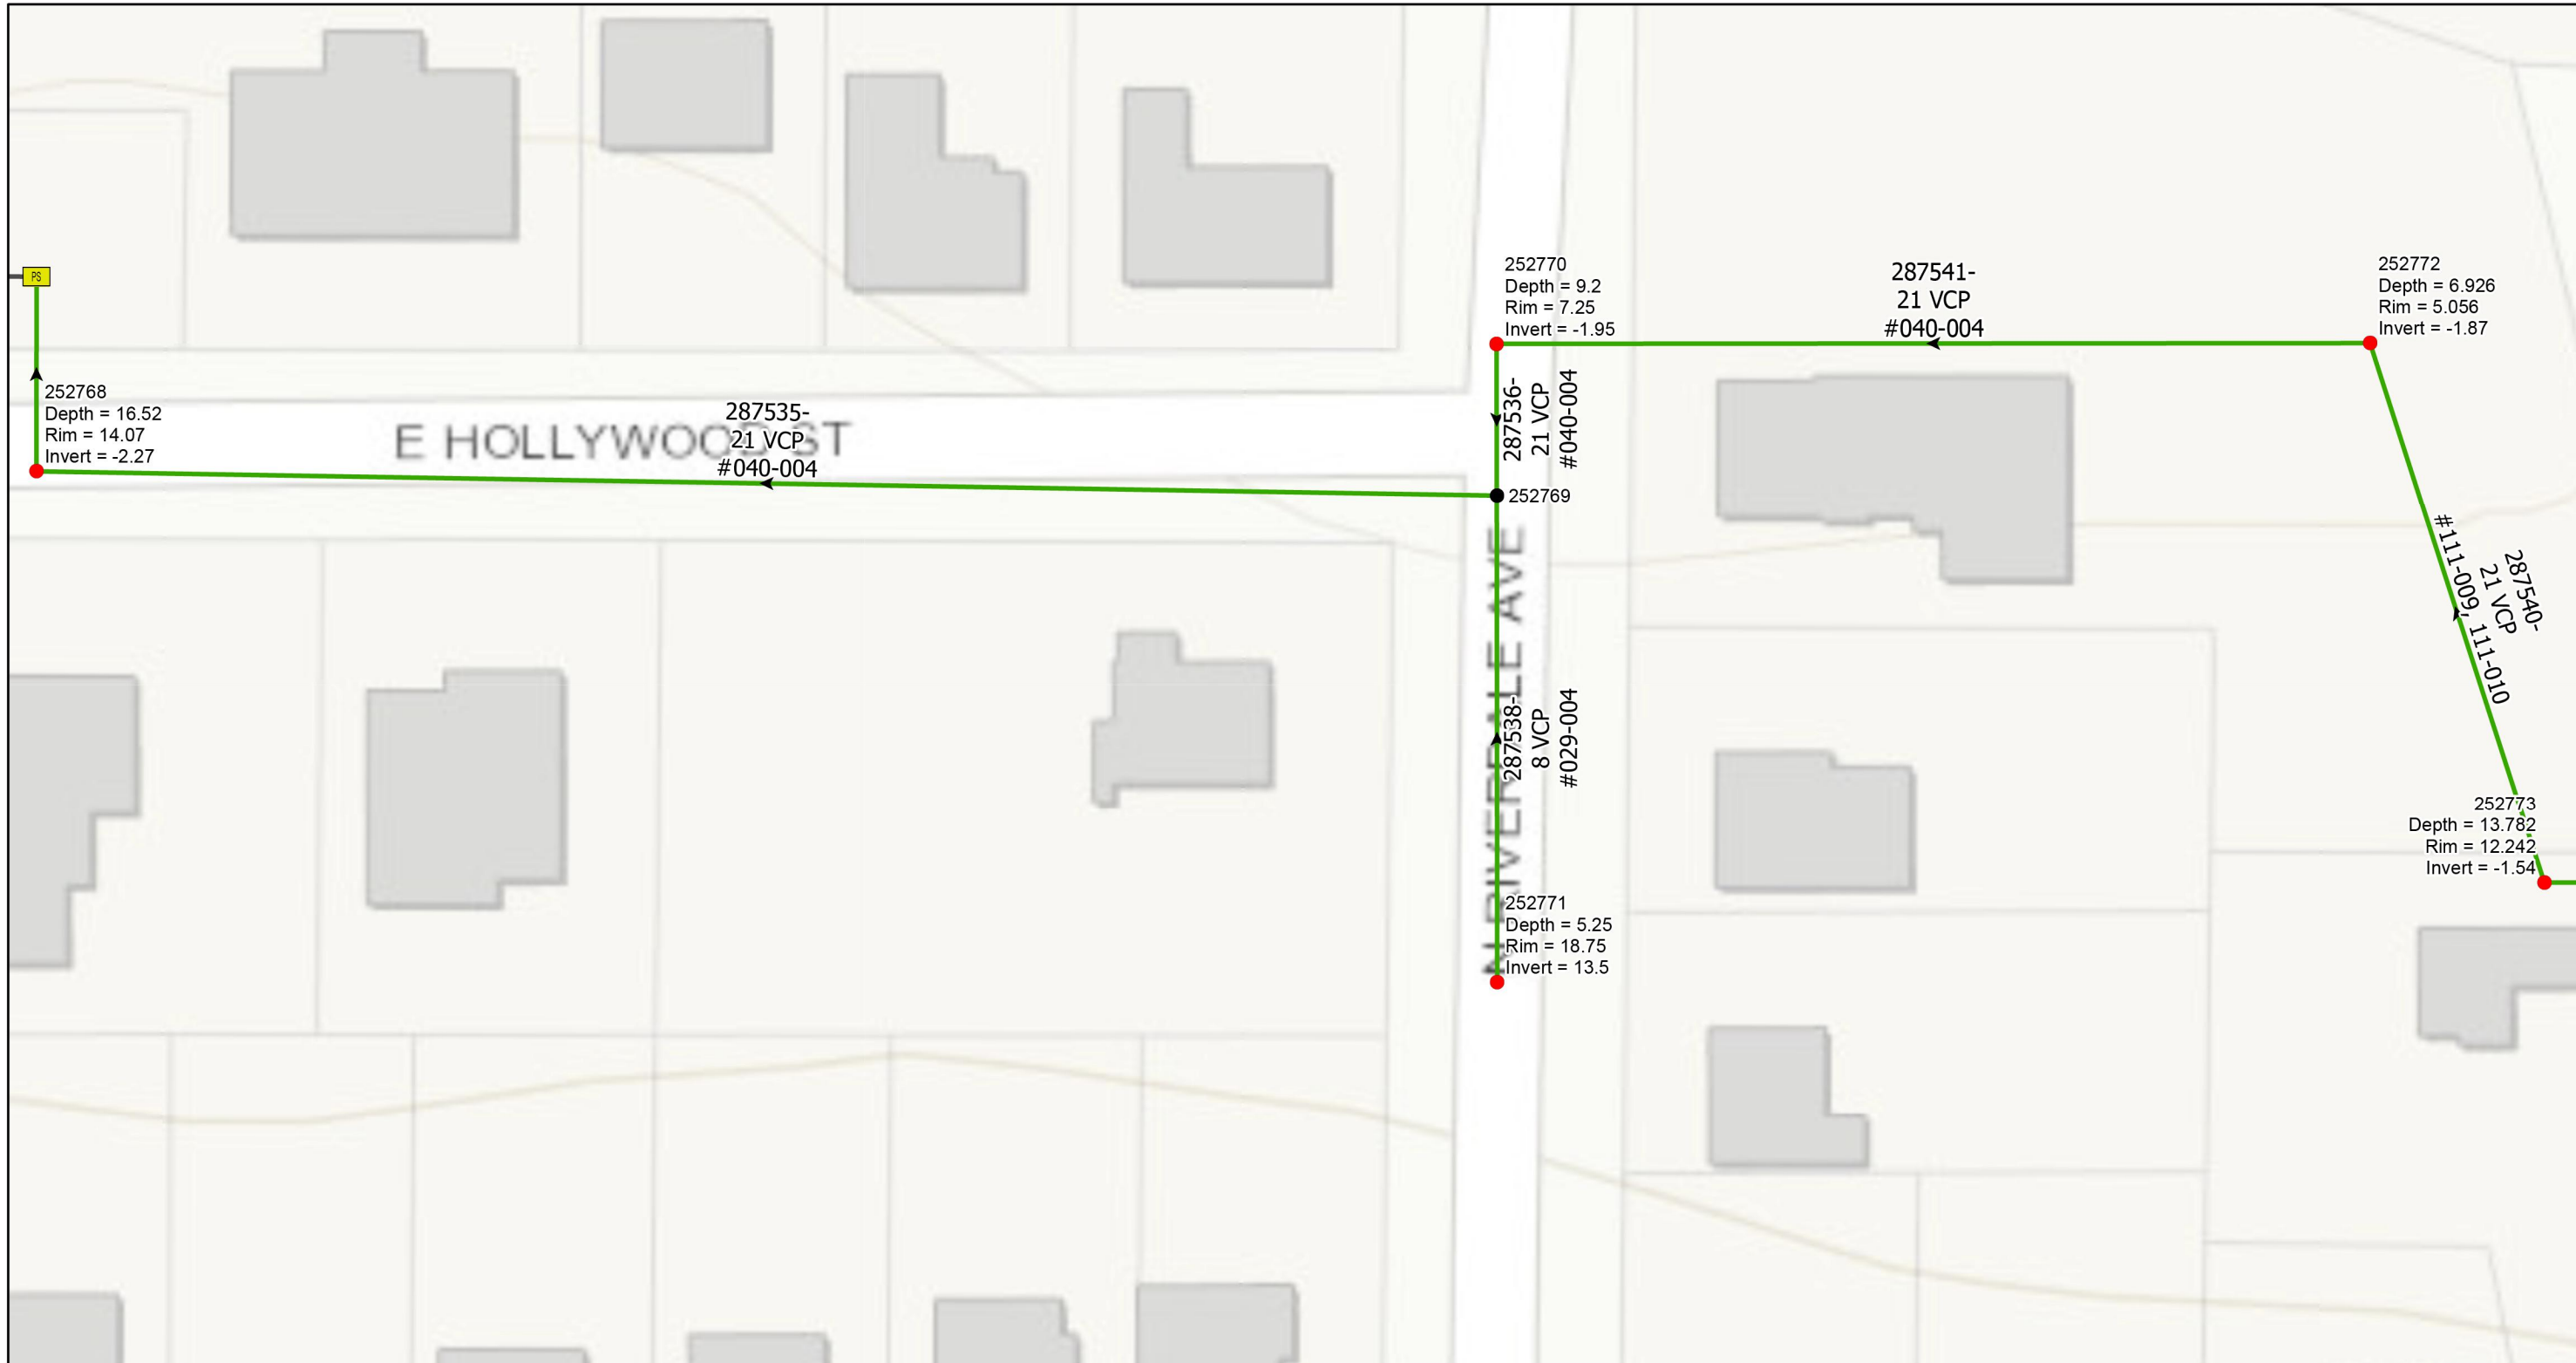 PS
252768
Depth = 16.52
Rim = 14.07
Invert = -2.27
E HOLLYWOOD ST
287535-
21 VCP
#040-004
252770
Depth = 9.2
Rim = 7.25
Invert = -1.95
287541-
21 VCP
#040-004
252772
Depth = 6.926
Rim = 5.056
Invert = -1.87
287536-
21 VCP
#040-004
252769
N RIVERDALE AVE
287538-
8 VCP
#029-004
287540-
21 VCP
#111-009, 111-010
252773
Depth = 13.782
Rim = 12.242
Invert = -1.54
252771
Depth = 5.25
Rim = 18.75
Invert = 13.5